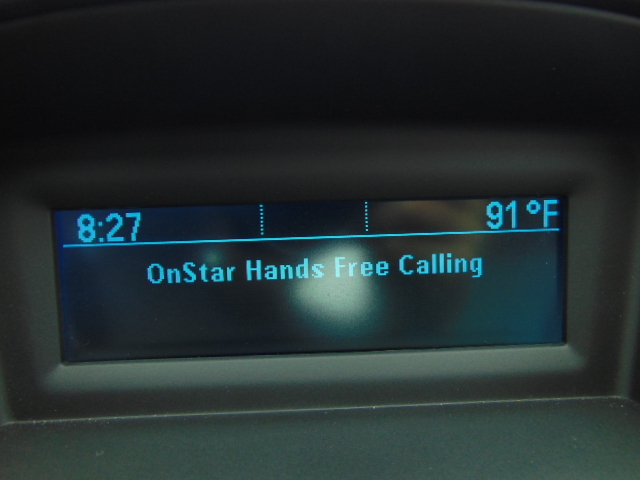 8:27 91°F
OnStar Hands Free Calling